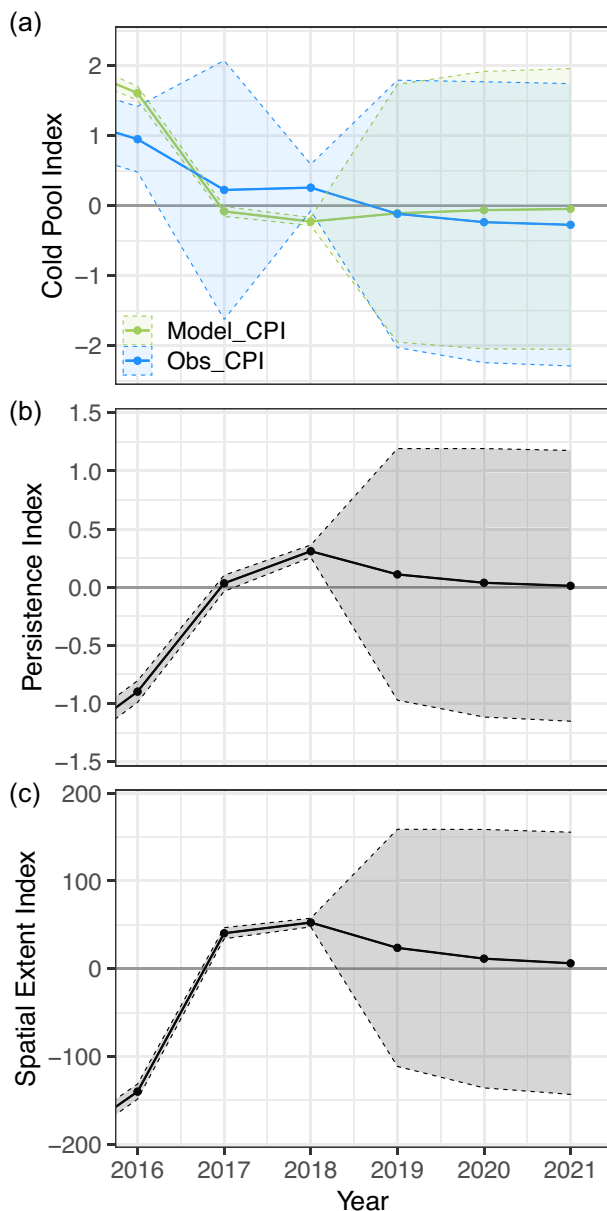 (a)
Cold Pool Index
2
1
0
−1
−2
Model_CPI
Obs_CPI
(b)
Persistence Index
1.5
1.0
0.5
0.0
−0.5
−1.0
−1.5
(c)
Spatial Extent Index
200
100
0
−100
−200
2016 2017 2018 2019 2020 2021
Year